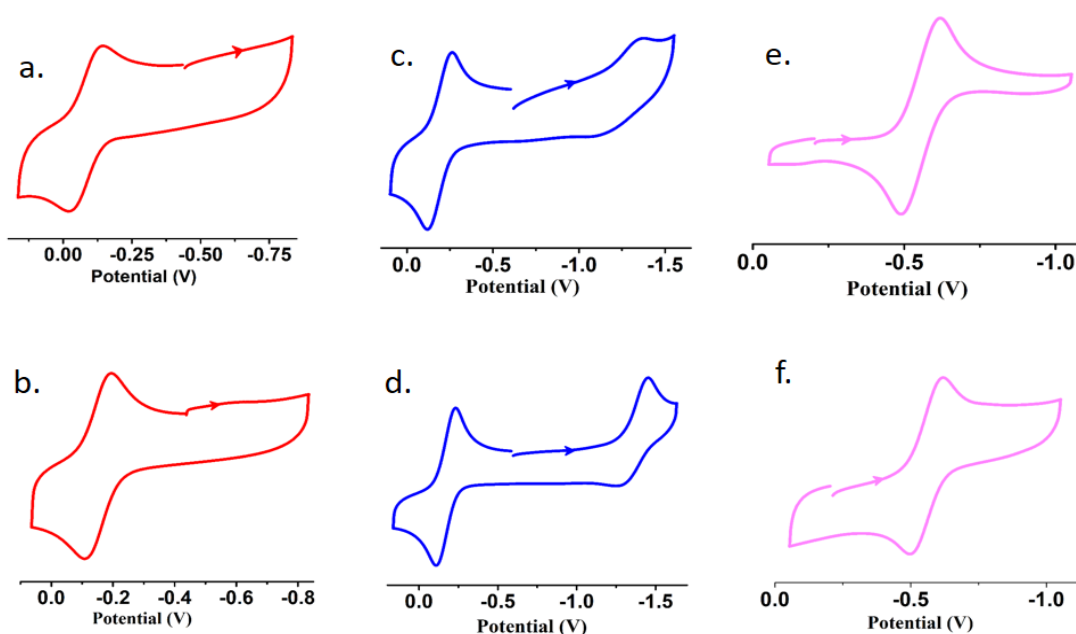 a.
0.00 -0.25 -0.50 -0.75
Potential (V)
c.
0.0 -0.5 -1.0 -1.5
Potential (V)
e.
0.0 -0.5 -1.0
Potential (V)
b.
0.0 -0.2 -0.4 -0.6 -0.8
Potential (V)
d.
0.0 -0.5 -1.0 -1.5
Potential (V)
f.
0.0 -0.5 -1.0
Potential (V)